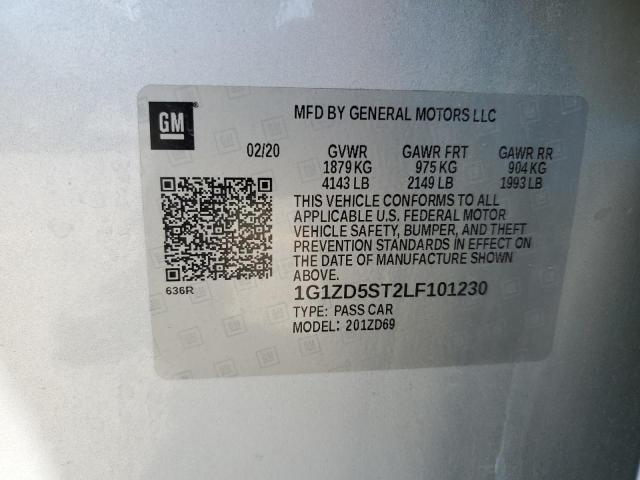 GM
MFD BY GENERAL MOTORS LLC
02/20 GVWR GAWR FRT GAWR RR
1879 KG 975 KG 904 KG
4143 LB 2149 LB 1993 LB
THIS VEHICLE CONFORMS TO ALL
APPLICABLE U.S. FEDERAL MOTOR
VEHICLE SAFETY, BUMPER, AND THEFT
PREVENTION STANDARDS IN EFFECT ON
THE DATE OF MANUFACTURE SHOWN
ABOVE.
636R
1G1ZD5ST2LF101230
TYPE: PASS CAR
MODEL: 201ZD69